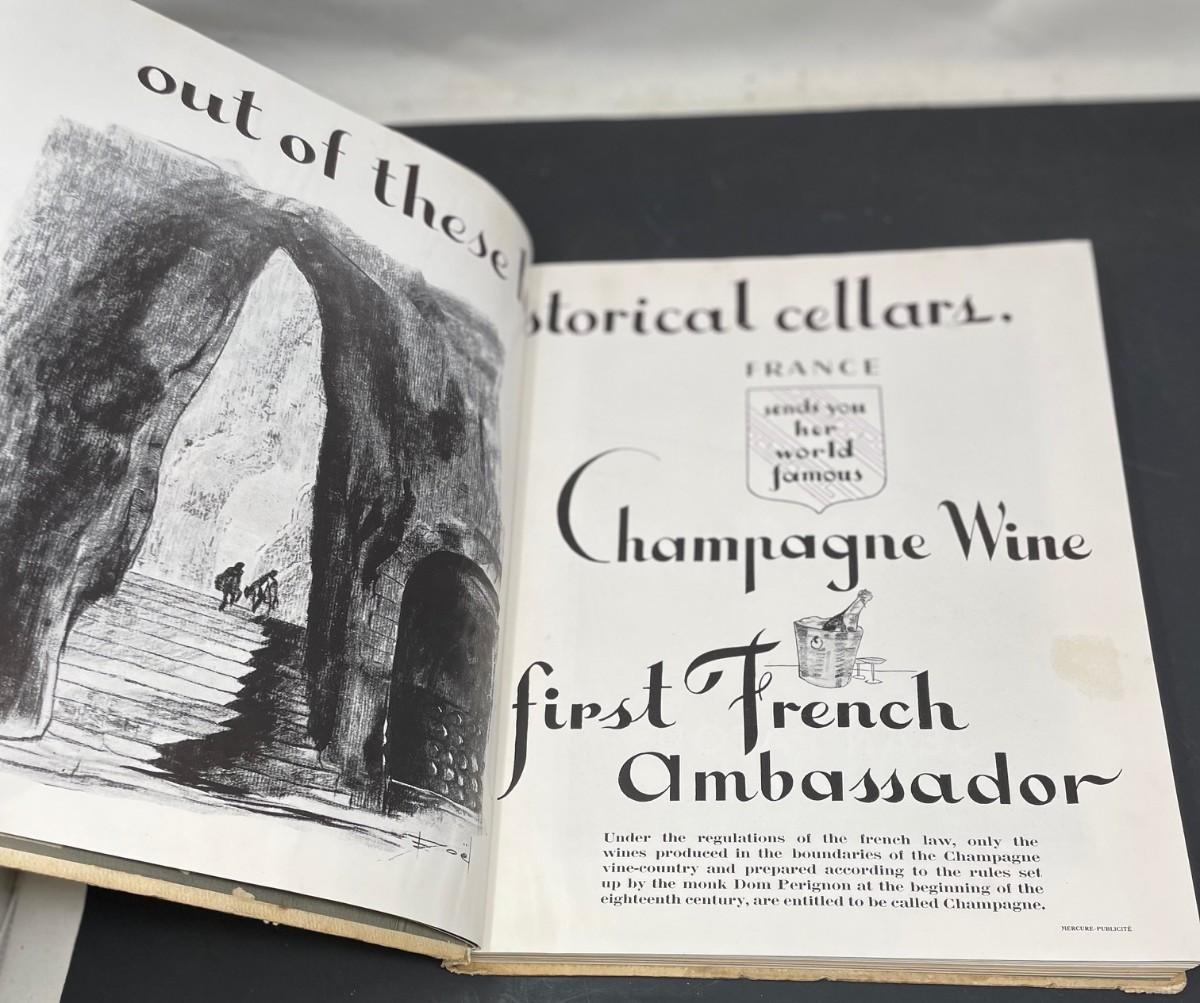 out of these h
storical cellars.
FRANCE
sends you
her
world
famous
Champagne Wine
first French
Ambassador
Under the regulations of the french law, only the
wines produced in the boundaries of the Champagne
vine-country and prepared according to the rules set
up by the monk Dom Perignon at the beginning of the
eighteenth century, are entitled to be called Champagne.
MERCURE-PUBLICITÉ